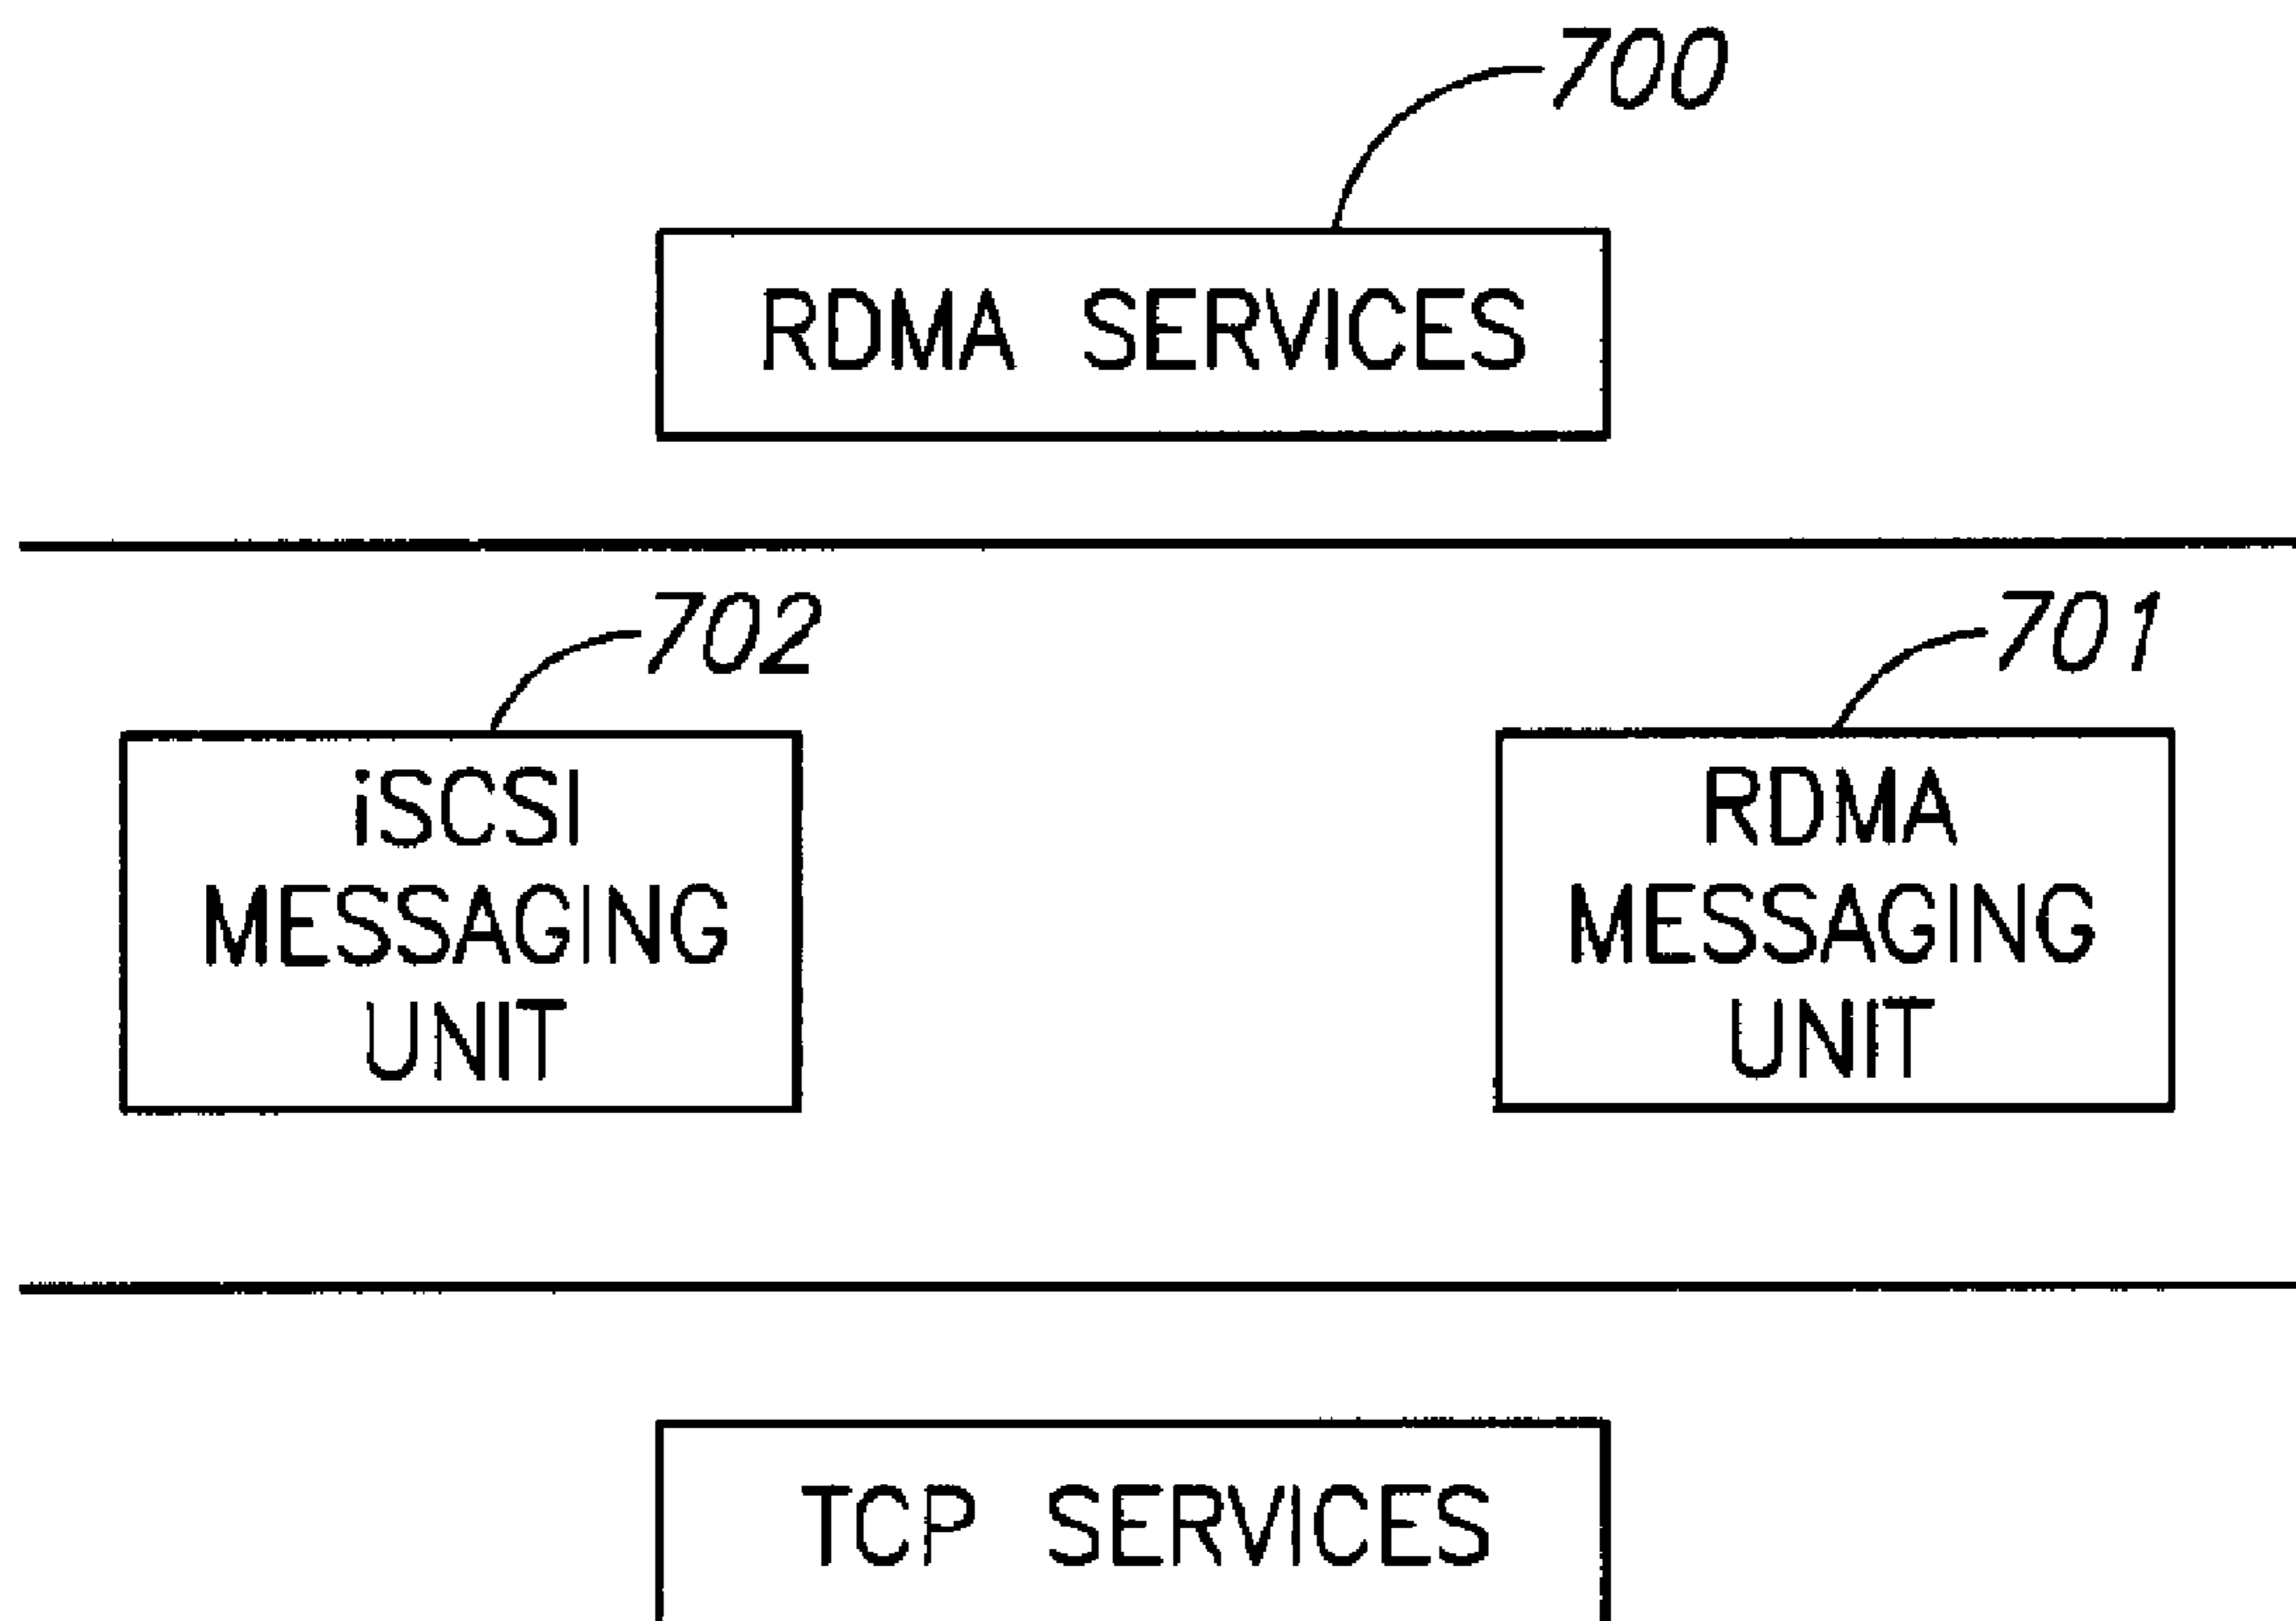 700
RDMA SERVICES
702
701
iSCSI
MESSAGING
UNIT
RDMA
MESSAGING
UNIT
TCP SERVICES